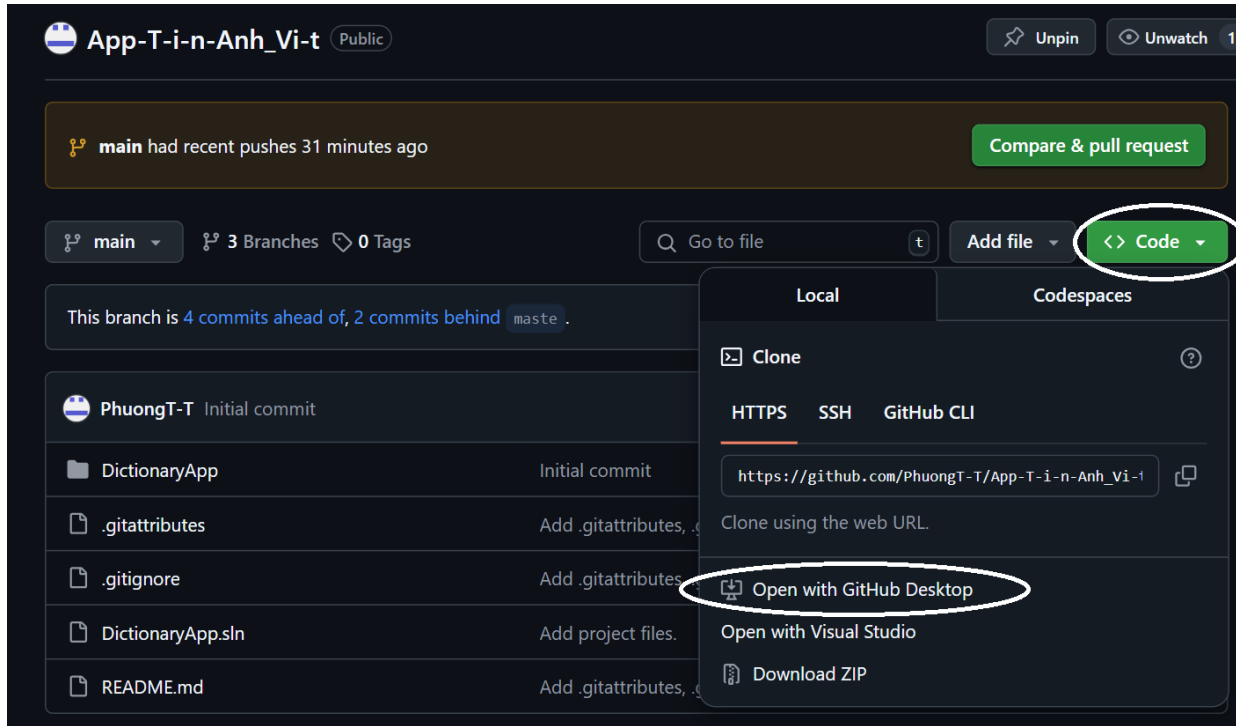 App-T-i-n-Anh_Vi-t Public
Unpin
Unwatch 1
main had recent pushes 31 minutes ago
Compare & pull request
main
3 Branches
0 Tags
Go to file
t
Add file
<> Code
This branch is 4 commits ahead of, 2 commits behind maste .
PhuongT-T Initial commit
DictionaryApp Initial commit
.gitattributes Add .gitattributes,
.gitignore Add .gitattributes
DictionaryApp.sln Add project files.
README.md Add .gitattributes,
Local
Codespaces
Clone
HTTPS SSH GitHub CLI
https://github.com/PhuongT-T/App-T-i-n-Anh_Vi-
Clone using the web URL.
Open with GitHub Desktop
Open with Visual Studio
Download ZIP